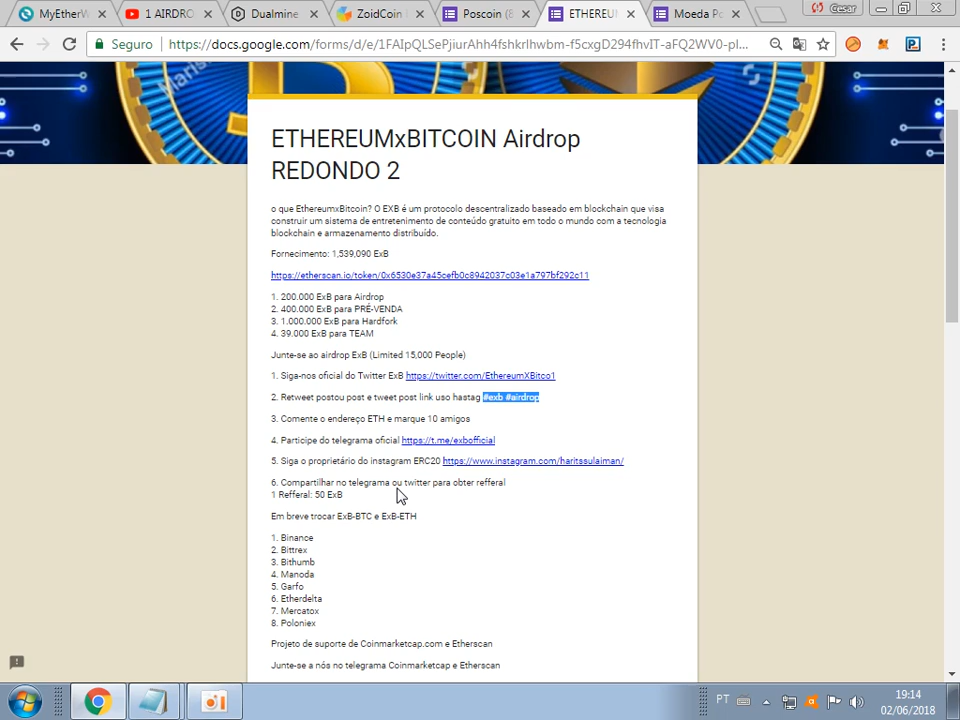 MyEtherW
1 AIRDRO
Dualmine
ZoidCoin
Poscoin (8
ETHEREUM
Moeda Po
Cesar
Seguro
https://docs.google.com/forms/d/e/1FAIpQLSePjiurAhh4fshkrlhwbm-f5cxgD294fhvIT-aFQ2WV0-pl...
ETHEREUMxBITCOIN Airdrop
REDONDO 2
o que EthereumxBitcoin? O EXB é um protocolo descentralizado baseado em blockchain que visa
construir um sistema de entretenimento de conteúdo gratuito em todo o mundo com a tecnologia
blockchain e armazenamento distribuído.
Fornecimento: 1,539,090 ExB
https://etherscan.io/token/0x6530e37a45cefb0c8942037c03e1a797bf292c11
1. 200.000 ExB para Airdrop
2. 400.000 ExB para PRÉ-VENDA
3. 1.000.000 ExB para Hardfork
4. 39.000 ExB para TEAM
Junte-se ao airdrop ExB (Limited 15,000 People)
1. Siga-nos oficial do Twitter ExB https://twitter.com/EthereumXBitco1
2. Retweet postou post e tweet post link uso hastag #exb #airdrop
3. Comente o endereço ETH e marque 10 amigos
4. Participe do telegrama oficial https://t.me/exbofficial
5. Siga o proprietário do instagram ERC20 https://www.instagram.com/haritssulaiman/
6. Compartilhar no telegrama ou twitter para obter refferal
1 Refferal: 50 ExB
Em breve trocar ExB-BTC e ExB-ETH
1. Binance
2. Bittrex
3. Bithumb
4. Manoda
5. Garfo
6. Etherdelta
7. Mercatox
8. Poloniex
Projeto de suporte de Coinmarketcap.com e Etherscan
Junte-se a nós no telegrama Coinmarketcap e Etherscan
PT
19:14
02/06/2018